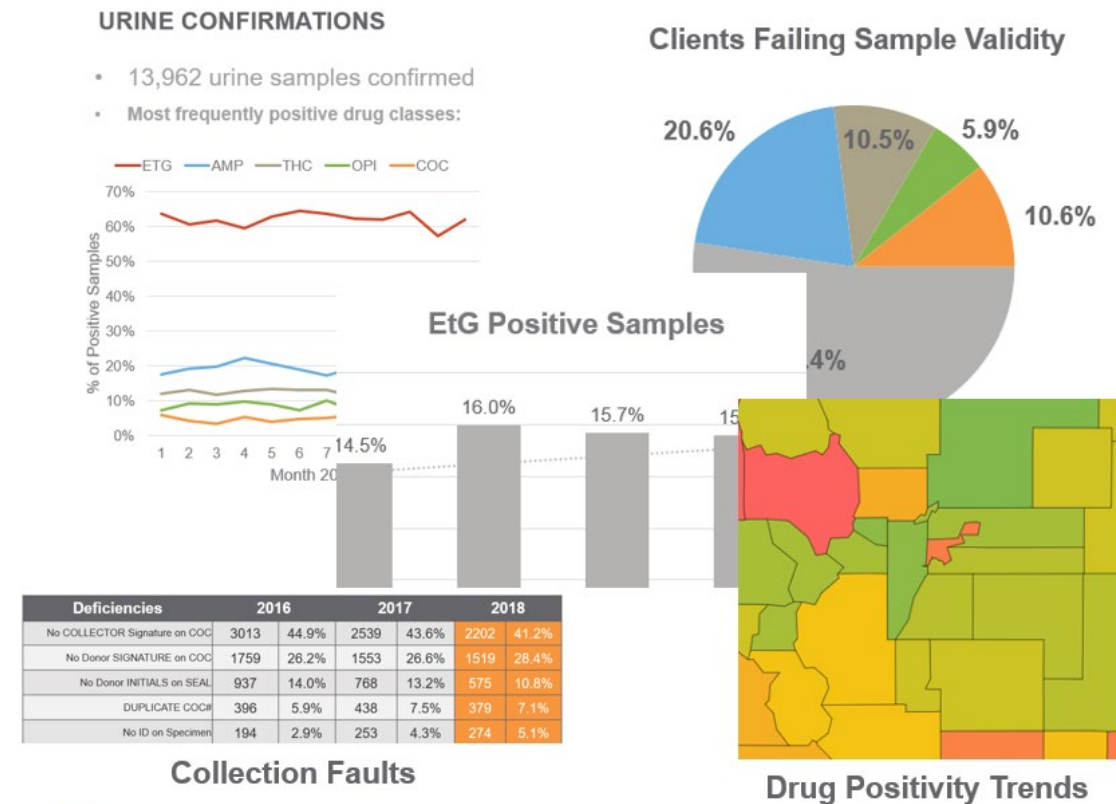 URINE CONFIRMATIONS
• 13,962 urine samples confirmed
• Most frequently positive drug classes:
ETG AMP THC OPI COC
70%
60%
50%
40%
30%
20%
10%
0%
% of Positive Samples
1 2 3 4 5 6 7
Month 20
Clients Failing Sample Validity
20.6%
10.5%
5.9%
10.6%
.4%
EtG Positive Samples
14.5%
16.0%
15.7%
15
Deficiencies 2016 2017 2018
No COLLECTOR Signature on COC 3013 44.9% 2539 43.6% 2202 41.2%
No Donor SIGNATURE on COC 1759 26.2% 1553 26.6% 1519 28.4%
No Donor INITIALS on SEAL 937 14.0% 768 13.2% 575 10.8%
DUPLICATE COC# 396 5.9% 438 7.5% 379 7.1%
No ID on Specimen 194 2.9% 253 4.3% 274 5.1%
Collection Faults
Drug Positivity Trends